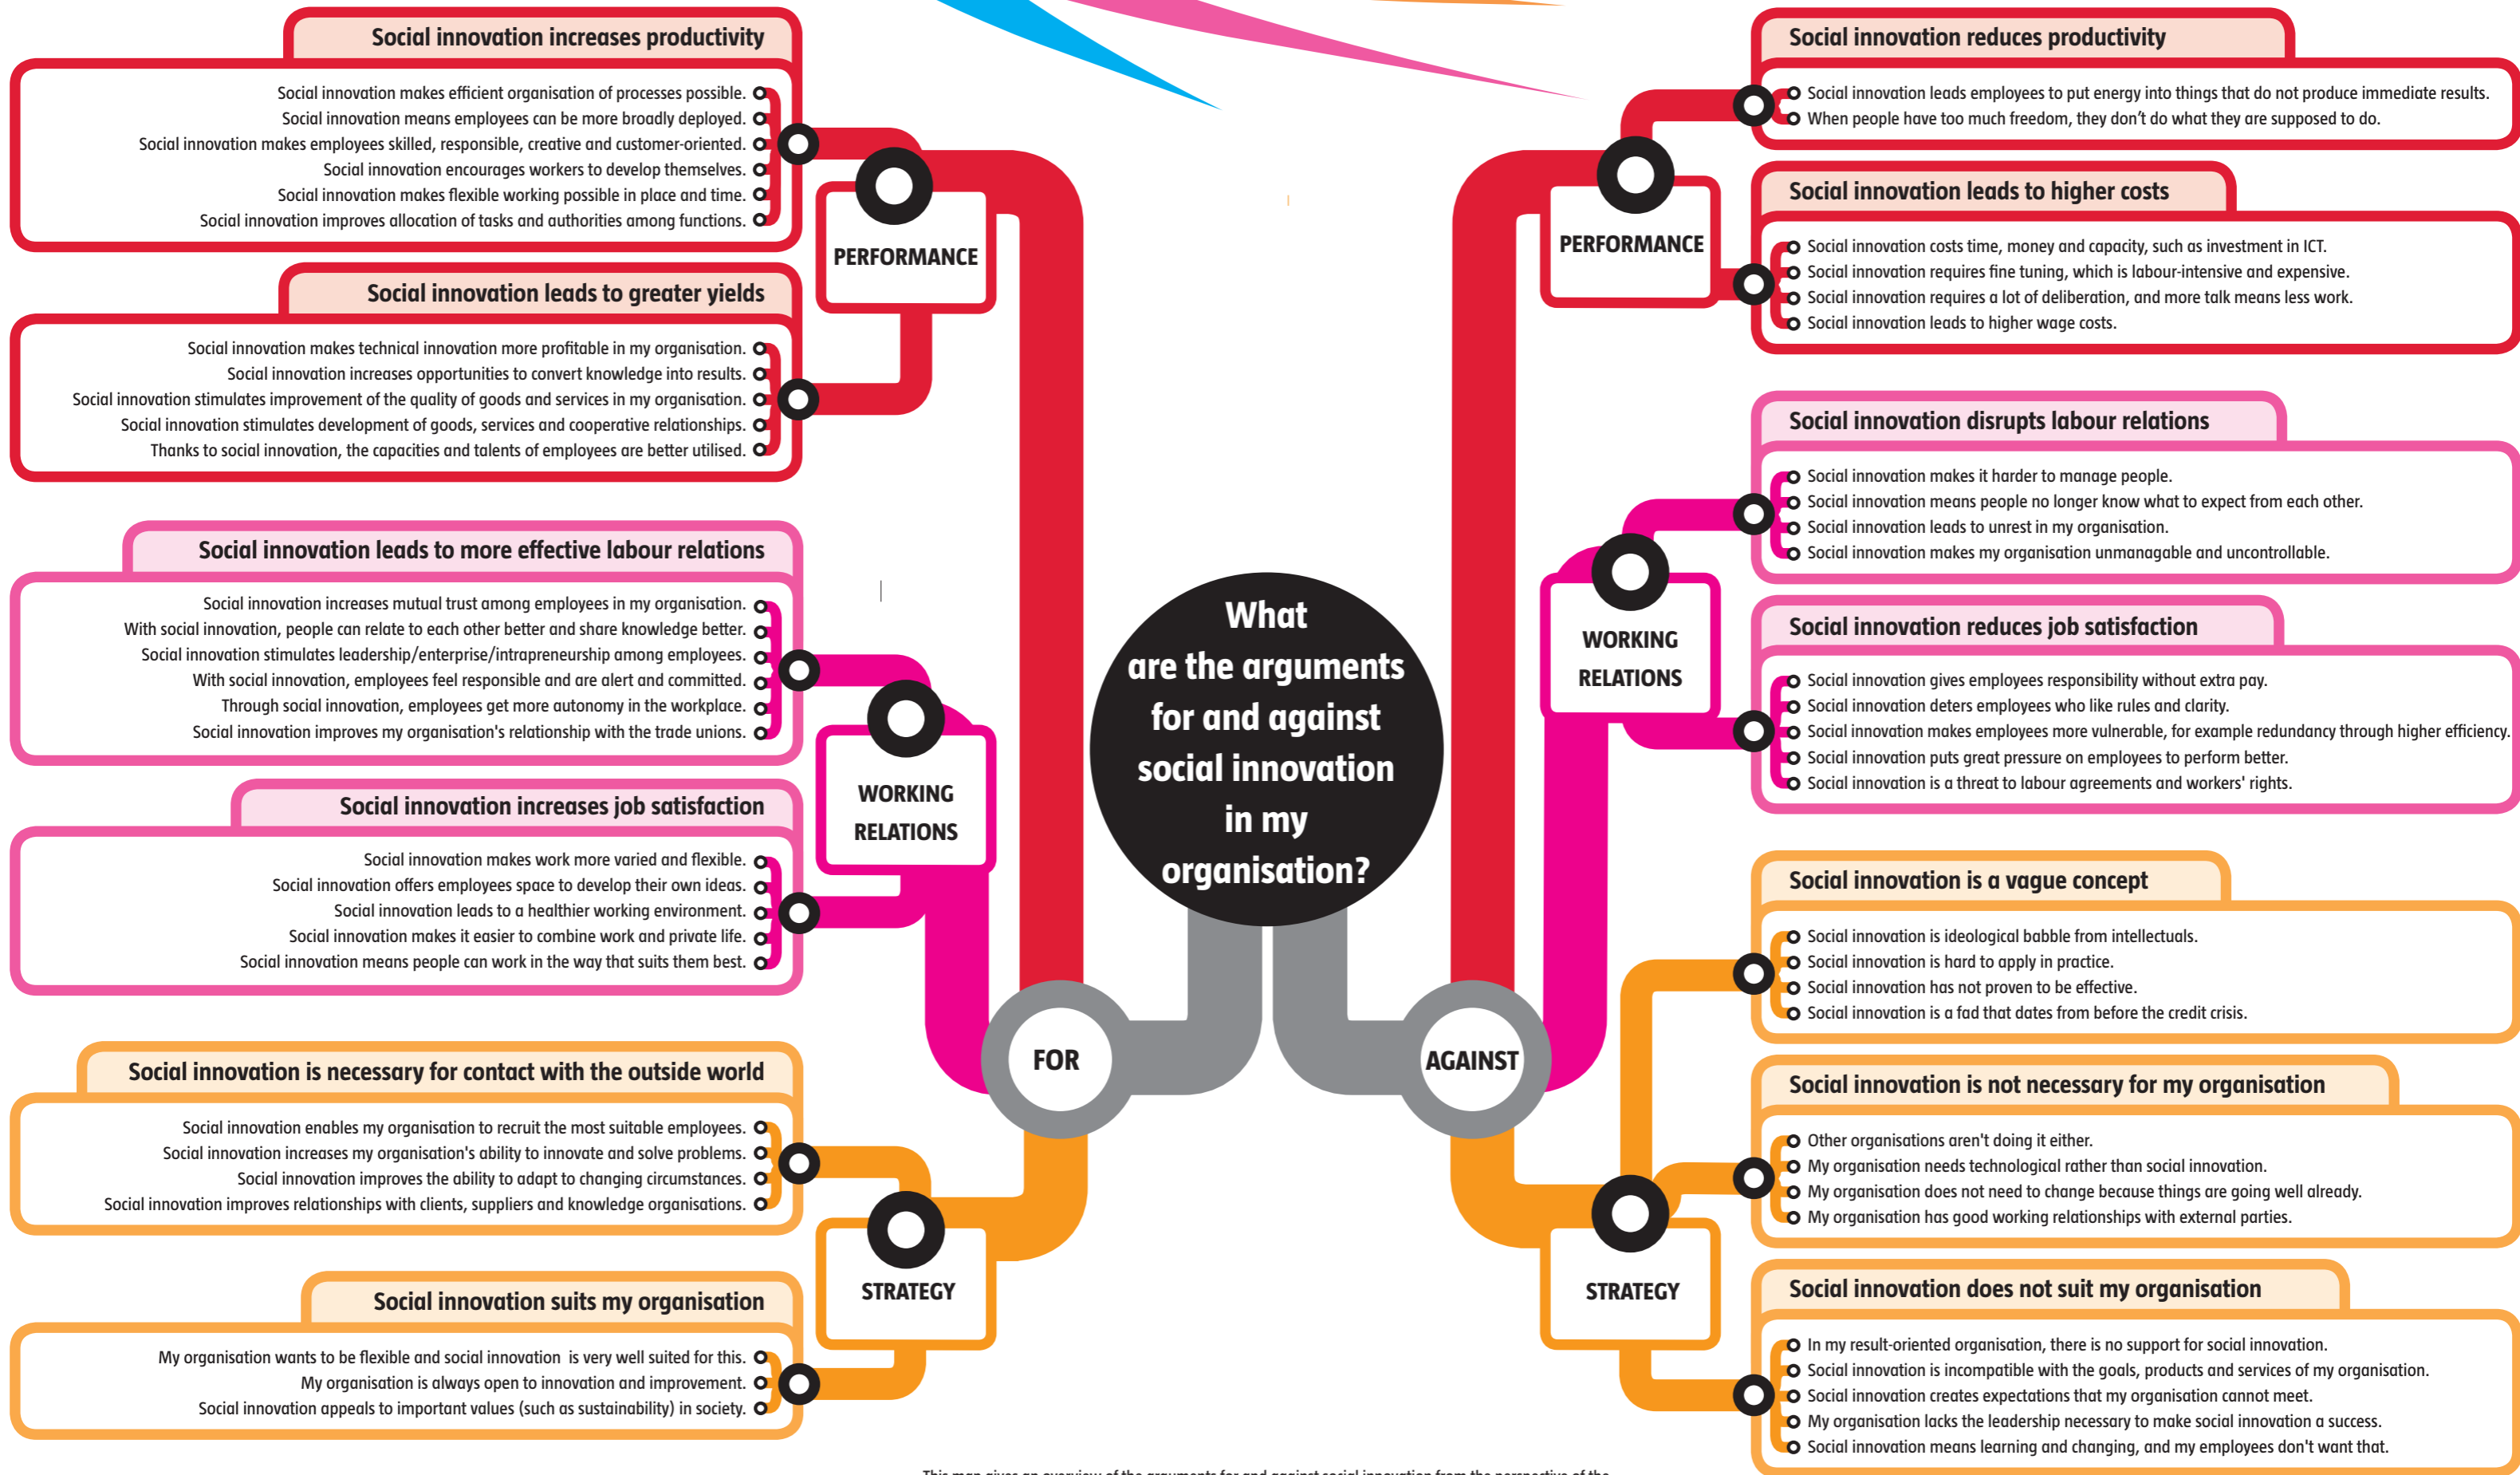 Social innovation increases productivity
Social innovation makes efficient organisation of processes possible.
Social innovation means employees can be more broadly deployed.
Social innovation makes employees skilled, responsible, creative and customer-oriented.
Social innovation encourages workers to develop themselves.
Social innovation makes flexible working possible in place and time.
Social innovation improves allocation of tasks and authorities among functions.
PERFORMANCE
Social innovation leads to greater yields
Social innovation makes technical innovation more profitable in my organisation.
Social innovation increases opportunities to convert knowledge into results.
Social innovation stimulates improvement of the quality of goods and services in my organisation.
Social innovation stimulates development of goods, services and cooperative relationships.
Thanks to social innovation, the capacities and talents of employees are better utilised.
Social innovation leads to more effective labour relations
Social innovation increases mutual trust among employees in my organisation.
With social innovation, people can relate to each other better and share knowledge better.
Social innovation stimulates leadership/enterprise/intrapreneurship among employees.
With social innovation, employees feel responsible and are alert and committed.
Through social innovation, employees get more autonomy in the workplace.
Social innovation improves my organisation's relationship with the trade unions.
WORKING
RELATIONS
Social innovation increases job satisfaction
Social innovation makes work more varied and flexible.
Social innovation offers employees space to develop their own ideas.
Social innovation leads to a healthier working environment.
Social innovation makes it easier to combine work and private life.
Social innovation means people can work in the way that suits them best.
Social innovation is necessary for contact with the outside world
Social innovation enables my organisation to recruit the most suitable employees.
Social innovation increases my organisation's ability to innovate and solve problems.
Social innovation improves the ability to adapt to changing circumstances.
Social innovation improves relationships with clients, suppliers and knowledge organisations.
STRATEGY
Social innovation suits my organisation
My organisation wants to be flexible and social innovation is very well suited for this.
My organisation is always open to innovation and improvement.
Social innovation appeals to important values (such as sustainability) in society.
What
are the arguments
for and against
social innovation
in my
organisation?
FOR
AGAINST
Social innovation reduces productivity
Social innovation leads employees to put energy into things that do not produce immediate results.
When people have too much freedom, they don't do what they are supposed to do.
PERFORMANCE
Social innovation leads to higher costs
Social innovation costs time, money and capacity, such as investment in ICT.
Social innovation requires fine tuning, which is labour-intensive and expensive.
Social innovation requires a lot of deliberation, and more talk means less work.
Social innovation leads to higher wage costs.
Social innovation disrupts labour relations
Social innovation makes it harder to manage people.
Social innovation means people no longer know what to expect from each other.
Social innovation leads to unrest in my organisation.
Social innovation makes my organisation unmanagable and uncontrollable.
WORKING
RELATIONS
Social innovation reduces job satisfaction
Social innovation gives employees responsibility without extra pay.
Social innovation deters employees who like rules and clarity.
Social innovation makes employees more vulnerable, for example redundancy through higher efficiency.
Social innovation puts great pressure on employees to perform better.
Social innovation is a threat to labour agreements and workers' rights.
Social innovation is a vague concept
Social innovation is ideological babble from intellectuals.
Social innovation is hard to apply in practice.
Social innovation has not proven to be effective.
Social innovation is a fad that dates from before the credit crisis.
Social innovation is not necessary for my organisation
Other organisations aren't doing it either.
My organisation needs technological rather than social innovation.
My organisation does not need to change because things are going well already.
My organisation has good working relationships with external parties.
STRATEGY
Social innovation does not suit my organisation
In my result-oriented organisation, there is no support for social innovation.
Social innovation is incompatible with the goals, products and services of my organisation.
Social innovation creates expectations that my organisation cannot meet.
My organisation lacks the leadership necessary to make social innovation a success.
Social innovation means learning and changing, and my employees don't want that.
This map gives an overview of the arguments for and against social innovation from the perspective of the